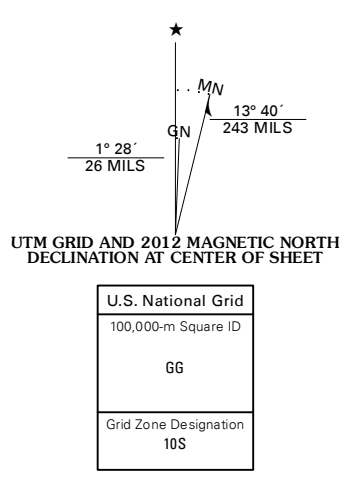 ★
MN
13° 40´
243 MILS
GN
1° 28´
26 MILS
UTM GRID AND 2012 MAGNETIC NORTH
DECLINATION AT CENTER OF SHEET
U.S. National Grid
100,000-m Square ID
GG
Grid Zone Designation
10S